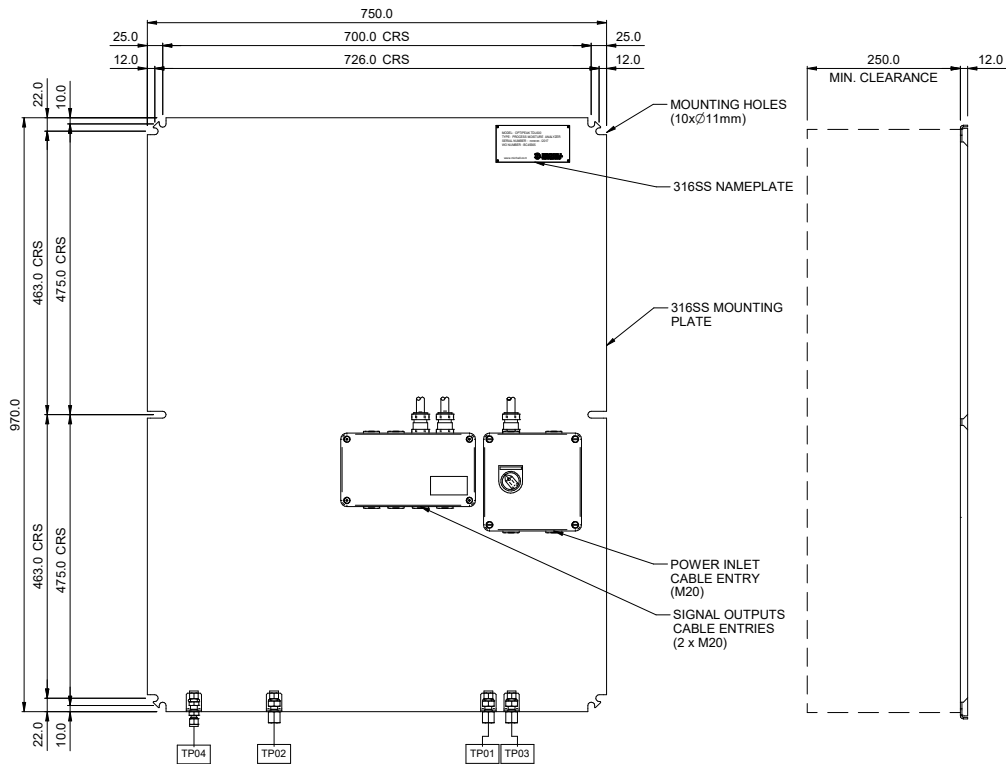 750.0
25.0
700.0 CRS
25.0
12.0
726.0 CRS
12.0
250.0
12.0
MIN. CLEARANCE
22.0
10.0
MOUNTING HOLES
(10xØ11mm)
316SS NAMEPLATE
463.0 CRS
475.0 CRS
316SS MOUNTING
PLATE
970.0
463.0 CRS
475.0 CRS
POWER INLET
CABLE ENTRY
(M20)
SIGNAL OUTPUTS
CABLE ENTRIES
(2 x M20)
22.0
10.0
TP04
TP02
TP01
TP03